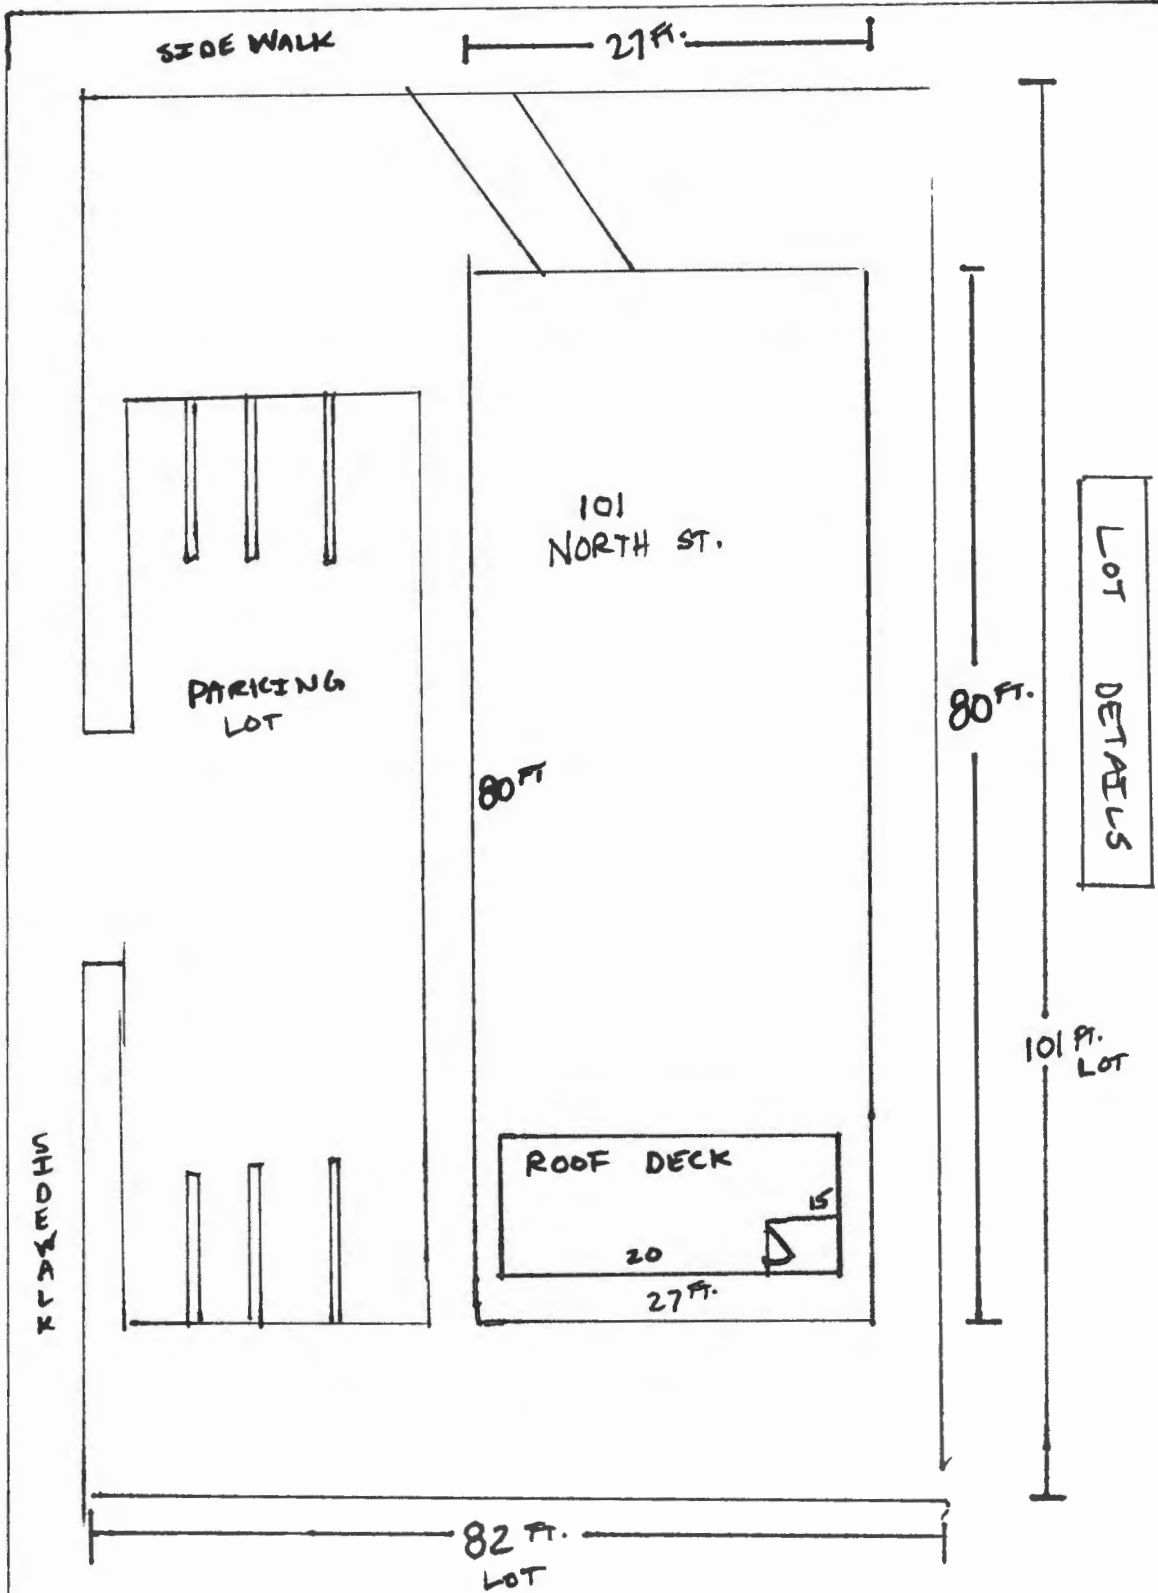 SIDE WALK
27 FT.
101
NORTH ST.
PARKING
LOT
80 FT
80 FT.
LOT DETAILS
101 FT.
LOT
SIDEWALK
ROOF DECK
15
20
27 FT.
82 FT.
LOT